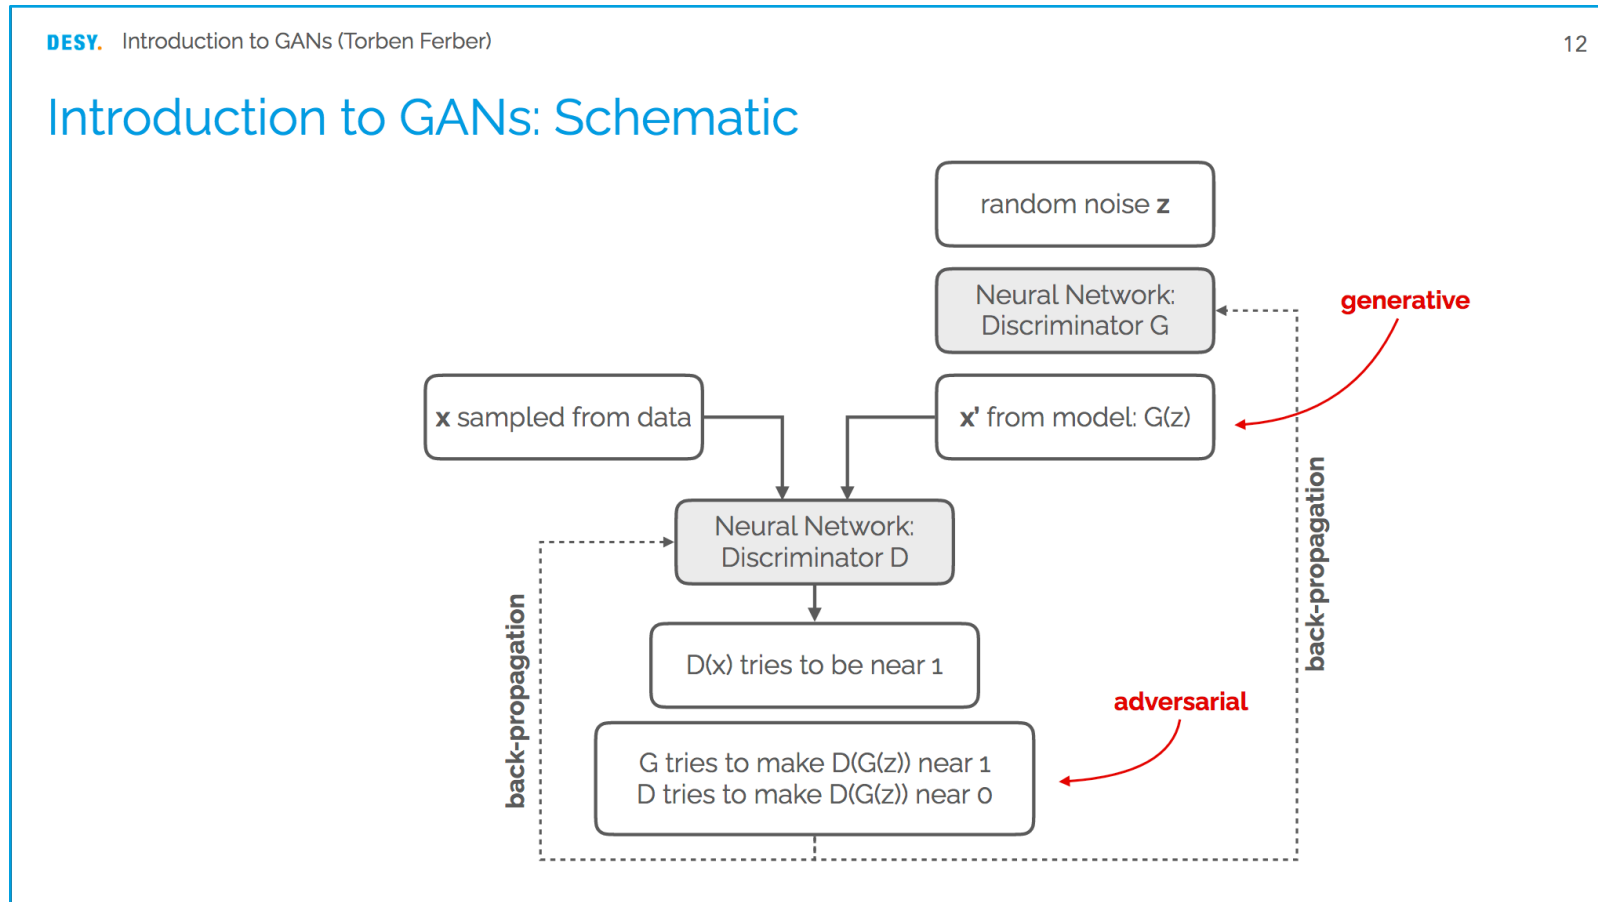 DESY. Introduction to GANs (Torben Ferber)
12
Introduction to GANs: Schematic
random noise z
Neural Network:
Discriminator G
generative
x sampled from data
x' from model: G(z)
Neural Network:
Discriminator D
back-propagation
D(x) tries to be near 1
back-propagation
adversarial
G tries to make D(G(z)) near 1
D tries to make D(G(z)) near 0